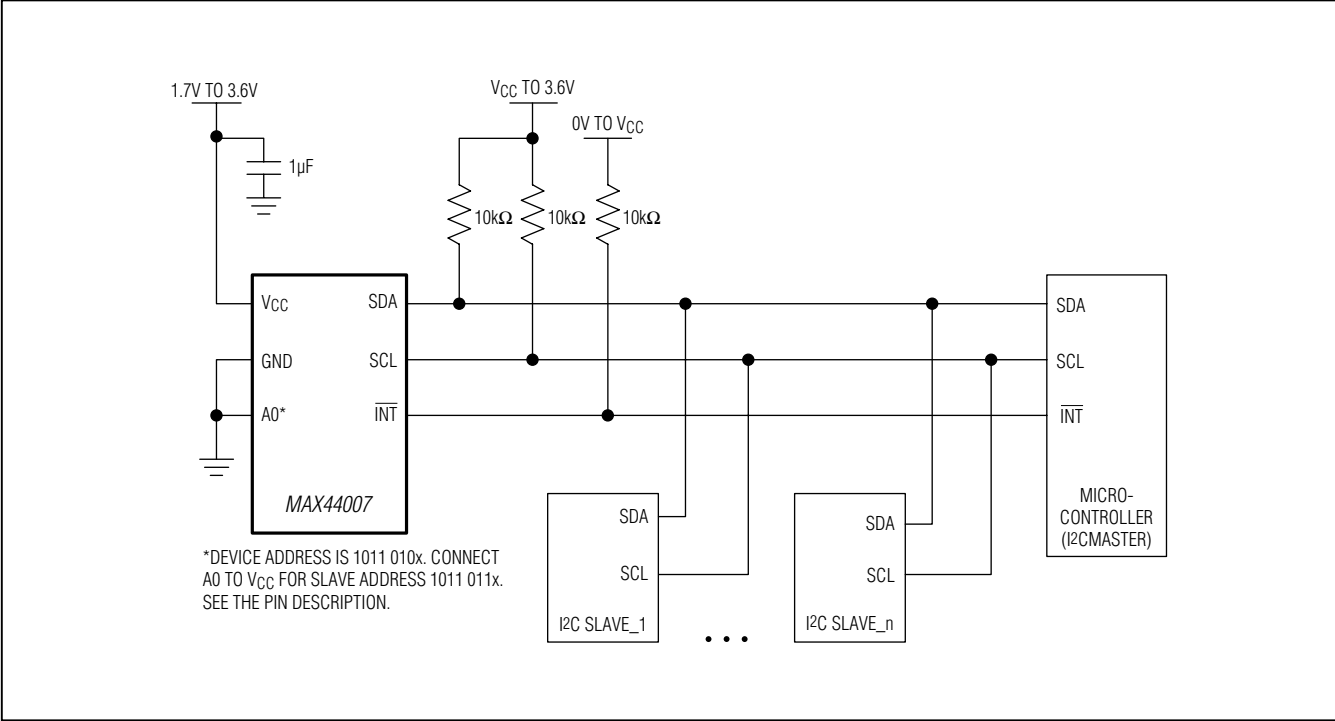 1.7V TO 3.6V
VCC TO 3.6V
0V TO VCC
1µF
10kΩ
10kΩ
10kΩ
VCC
SDA
GND
SCL
A0*
INT
MAX44007
SDA
SCL
INT
MICRO-
CONTROLLER
(I2CMASTER)
*DEVICE ADDRESS IS 1011 010x. CONNECT
A0 TO VCC FOR SLAVE ADDRESS 1011 011x.
SEE THE PIN DESCRIPTION.
SDA
SCL
I2C SLAVE_1
• • •
SDA
SCL
I2C SLAVE_n